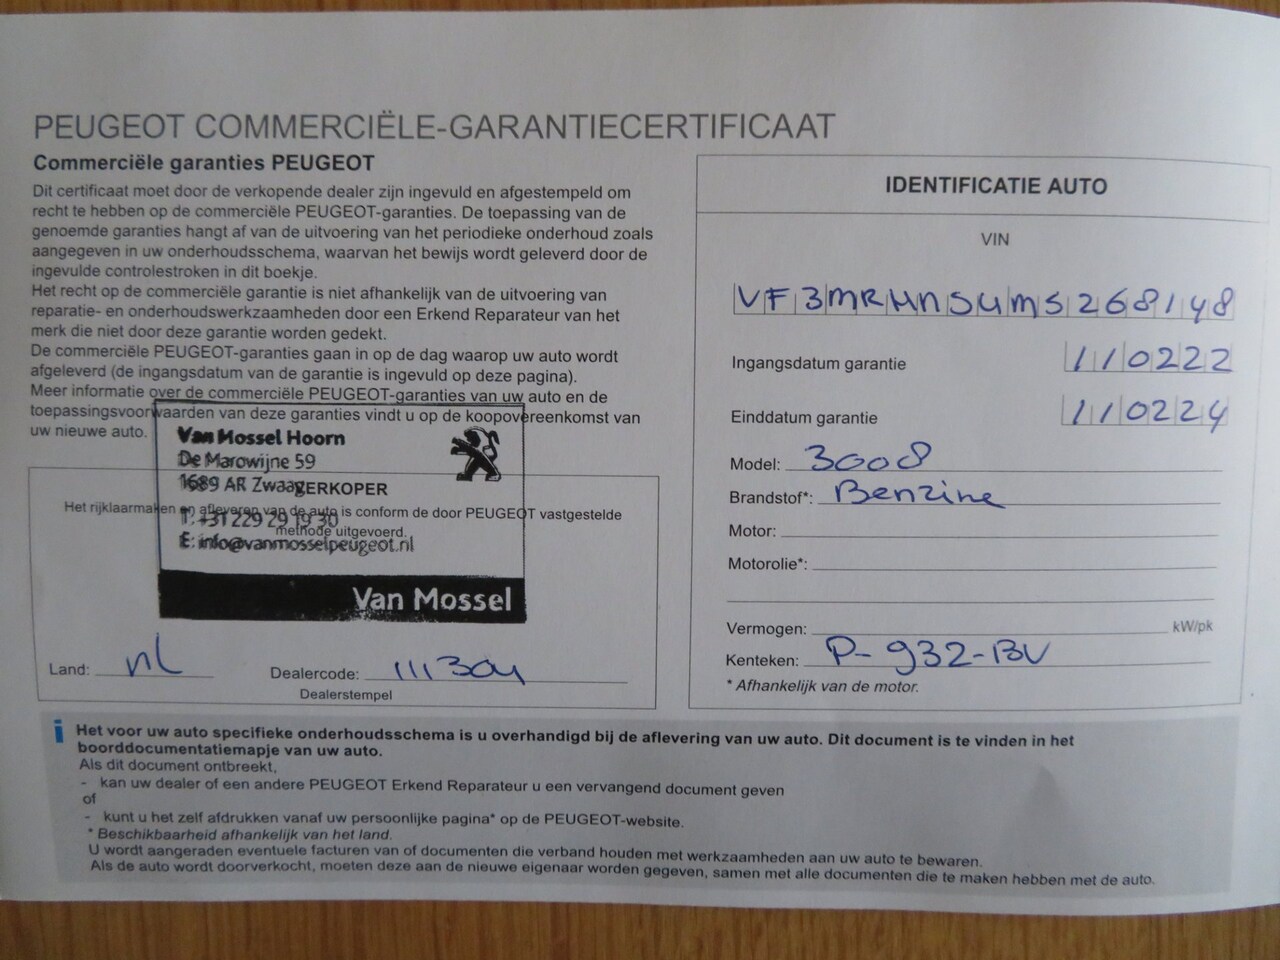 PEUGEOT COMMERCIËLE-GARANTIECERTIFICAAT
Commerciële garanties PEUGEOT
Dit certificaat moet door de verkopende dealer zijn ingevuld en afgestempeld om
recht te hebben op de commerciële PEUGEOT-garanties. De toepassing van de
genoemde garanties hangt af van de uitvoering van het periodieke onderhoud zoals
aangegeven in uw onderhoudsschema, waarvan het bewijs wordt geleverd door de
ingevulde controlestroken in dit boekje.
Het recht op de commerciële garantie is niet afhankelijk van de uitvoering van
reparatie- en onderhoudswerkzaamheden door een Erkend Reparateur van het
merk die niet door deze garantie worden gedekt.
De commerciële PEUGEOT-garanties gaan in op de dag waarop uw auto wordt
afgeleverd (de ingangsdatum van de garantie is ingevuld op deze pagina).
Meer informatie over de commerciële PEUGEOT-garanties van uw auto en de
toepassingsvoorwaarden van deze garanties vindt u op de koopovereenkomst van
uw nieuwe auto.
Van Mossel Hoorn
De Marowijne 59
1689 AR Zwaag
ERKOPER
Het rijklaarmaken en afleveren van de auto is conform de door PEUGEOT vastgestelde
methode uitgevoerd.
T: +31 229 29 19 30
E: info@vanmosselpeugeot.nl
Van Mossel
Land: nl
Dealercode: 111304
Dealerstempel
IDENTIFICATIE AUTO
VIN
VF3MRHNSUMS268148
Ingangsdatum garantie 110222
Einddatum garantie 110224
Model: 3008
Brandstof*: Benzine
Motor:
Motorolie*:
Vermogen: kW/pk
Kenteken: P-932-BV
* Afhankelijk van de motor.
i Het voor uw auto specifieke onderhoudsschema is u overhandigd bij de aflevering van uw auto. Dit document is te vinden in het
boorddocumentatiemapje van uw auto.
Als dit document ontbreekt,
- kan uw dealer of een andere PEUGEOT Erkend Reparateur u een vervangend document geven
of
- kunt u het zelf afdrukken vanaf uw persoonlijke pagina* op de PEUGEOT-website.
* Beschikbaarheid afhankelijk van het land.
U wordt aangeraden eventuele facturen van of documenten die verband houden met werkzaamheden aan uw auto te bewaren.
Als de auto wordt doorverkocht, moeten deze aan de nieuwe eigenaar worden gegeven, samen met alle documenten die te maken hebben met de auto.